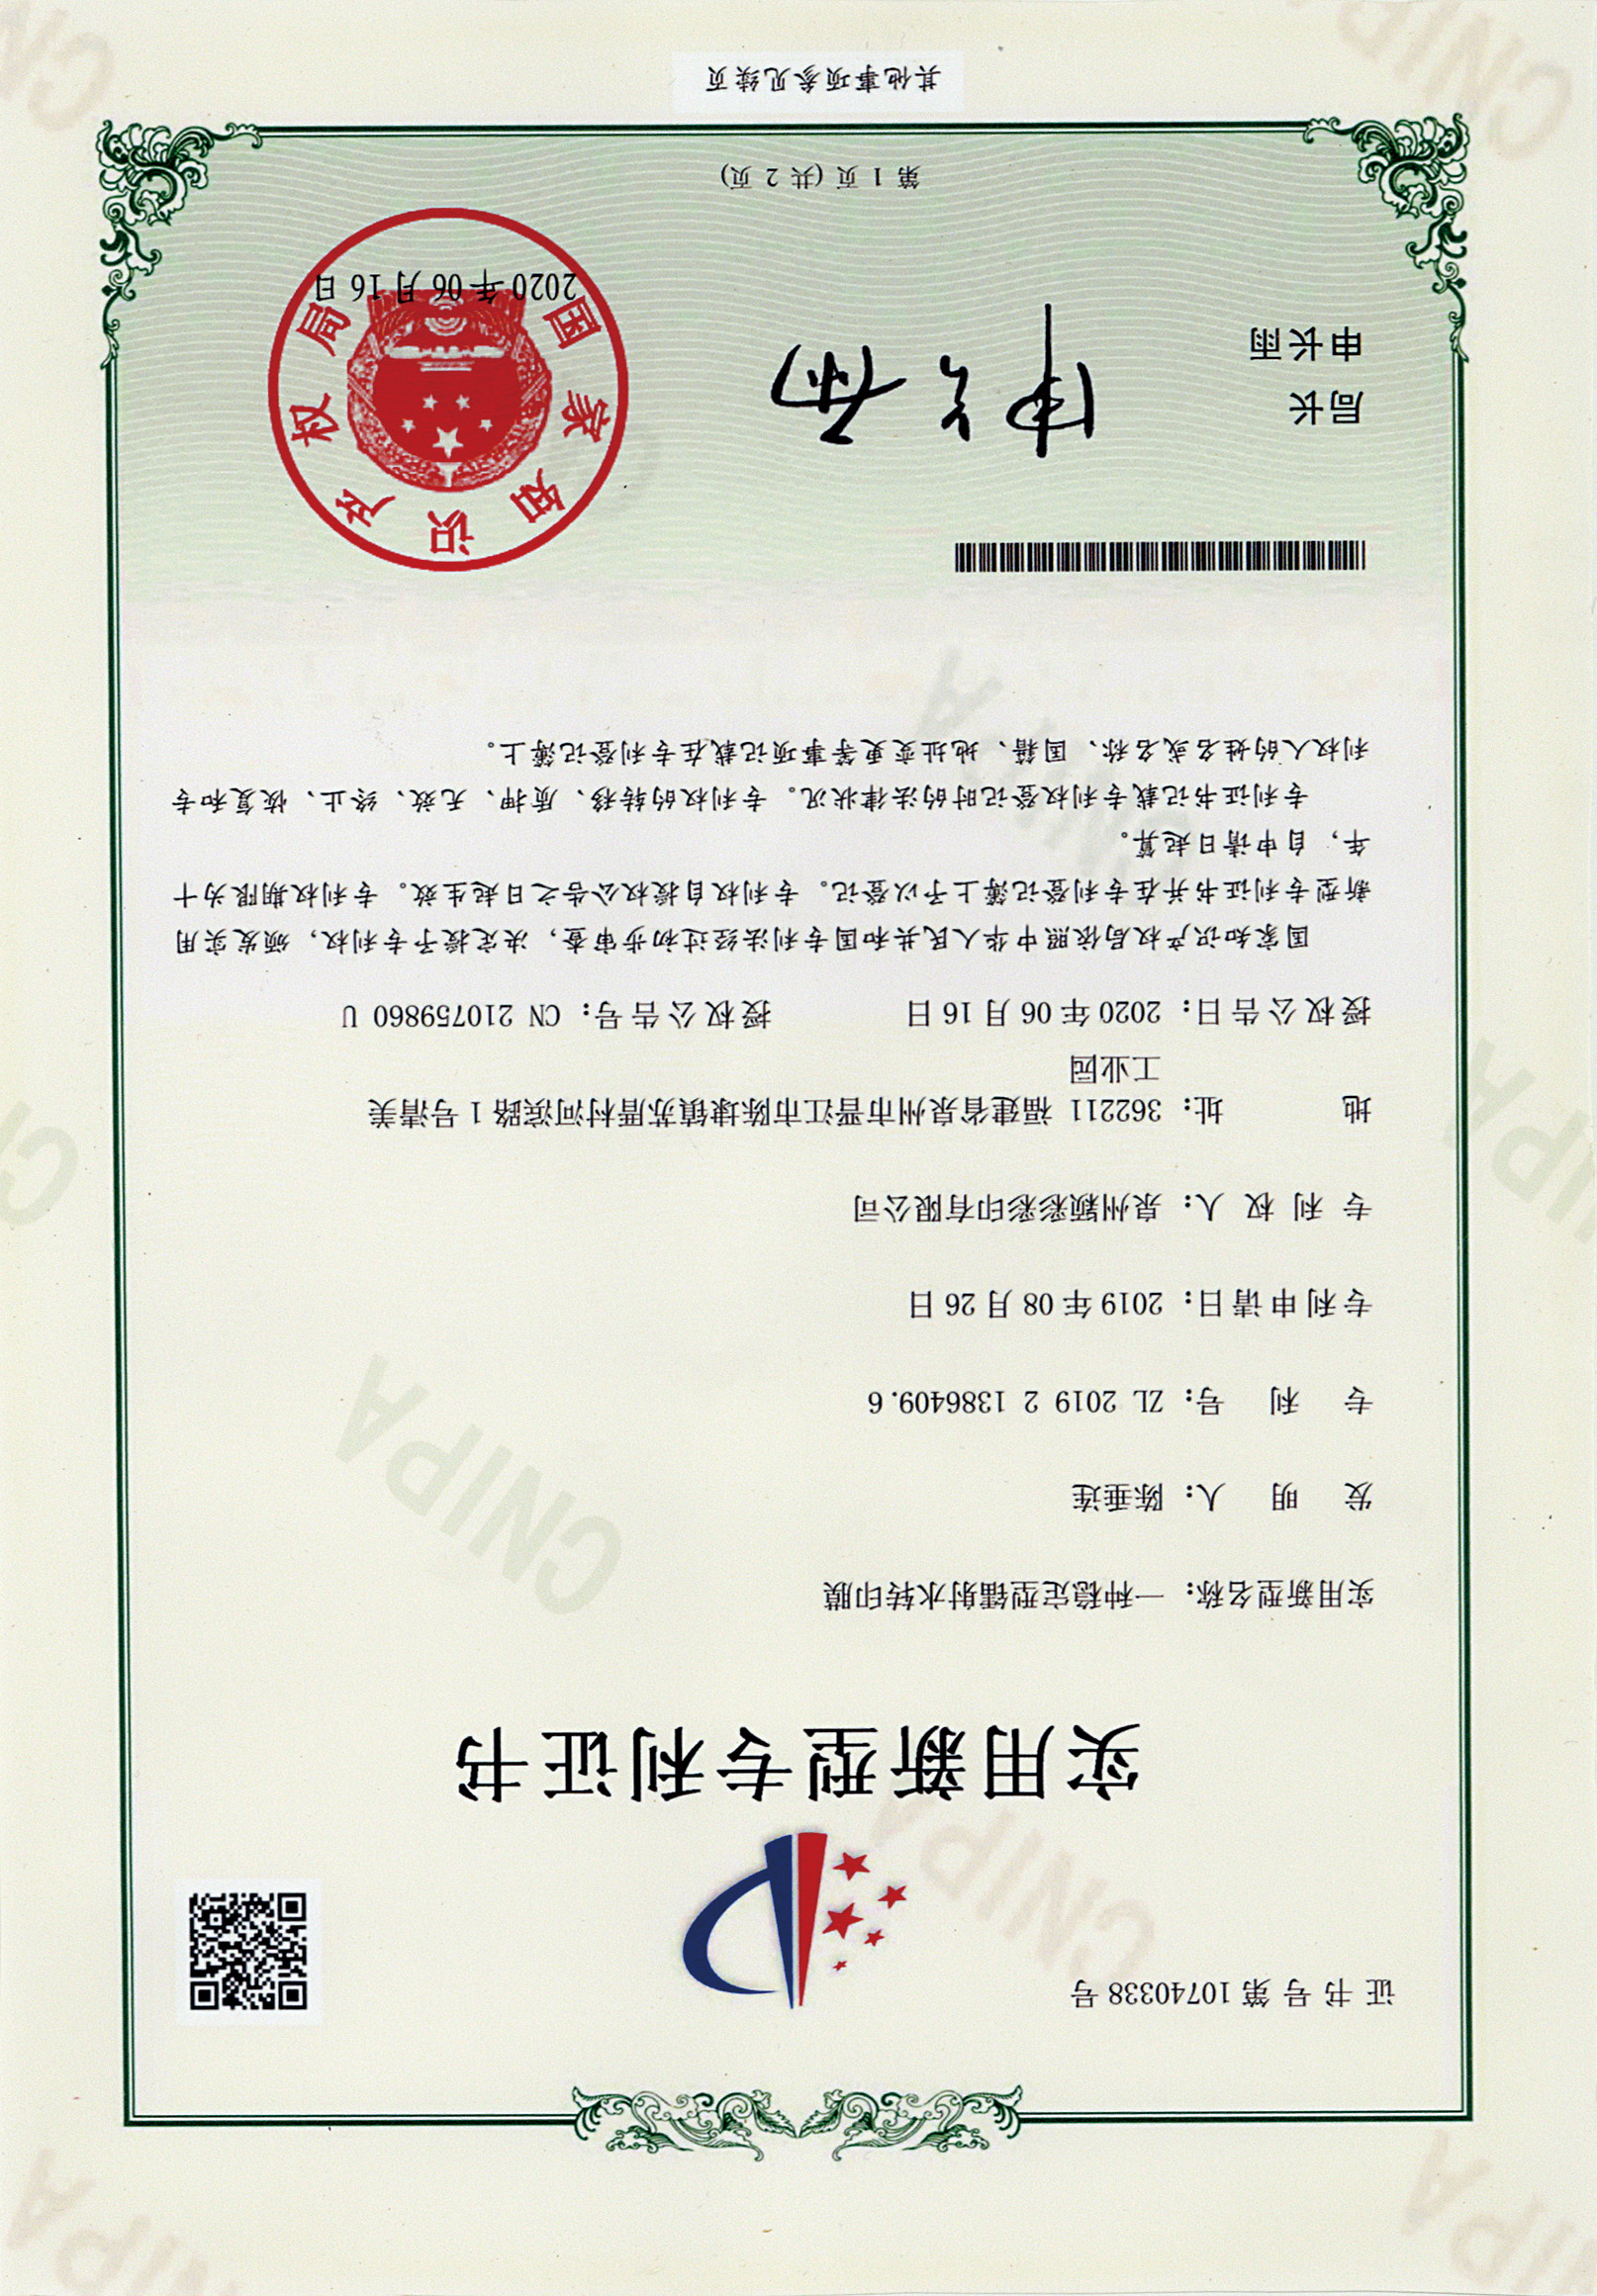 证书号第10740338号
实用新型专利证书
实用新型名称：一种稳定型镭射水转印膜
发明人：陈垂连
专利号：ZL 2019 2 1386409.6
专利申请日：2019年08月26日
专利权人：泉州颖彩彩印有限公司
地址：362211 福建省泉州市晋江市陈埭镇苏厝村河滨路1号清美
工业园
授权公告日：2020年06月16日 授权公告号：CN 210759860 U
国家知识产权局依照中华人民共和国专利法经过初步审查，决定授予专利权，颁发实用
新型专利证书并在专利登记簿上予以登记。专利权自授权公告之日起生效。专利权期限为十
年，自申请日起算。
专利证书记载专利权登记时的法律状况。专利权的转移、质押、无效、终止、恢复和专
利权人的姓名或名称、国籍、地址变更等事项记载在专利登记簿上。
局长
申长雨
申长雨
国家知识产权局
2020年06月16日
第 1 页 (共 2 页)
其他事项参见续页
CNIPA
CNIPA
CNIPA
CNIPA
CNIPA
CNIPA